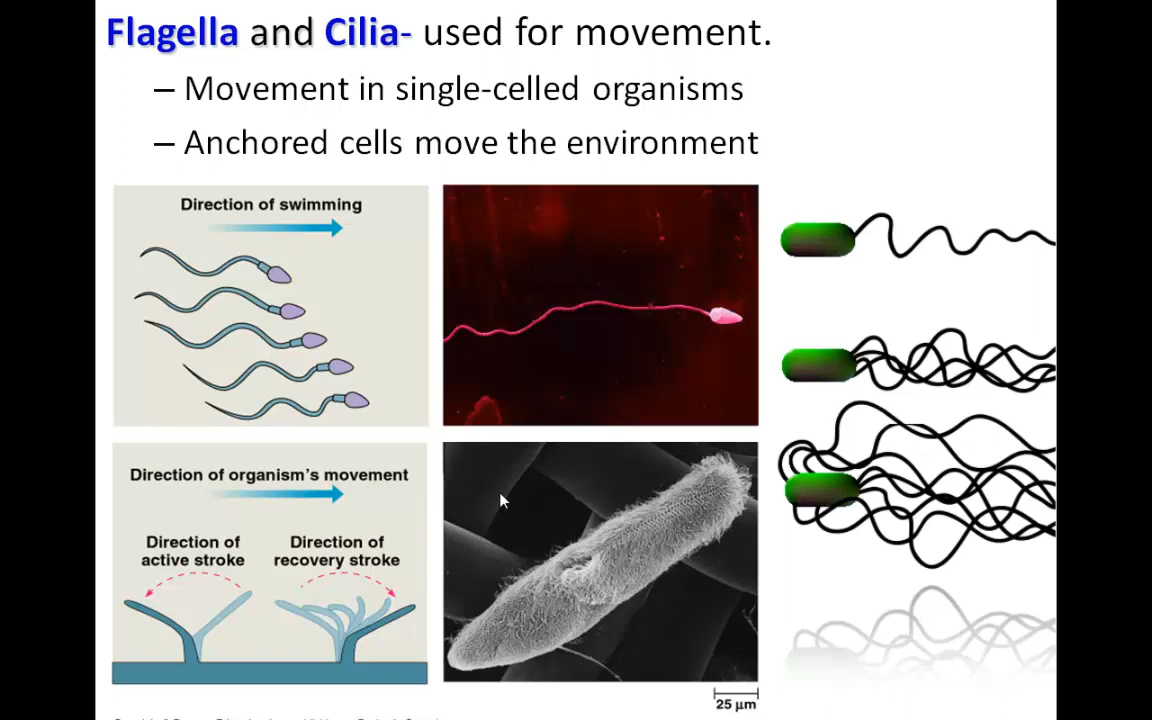 Flagella and Cilia- used for movement.
– Movement in single-celled organisms
– Anchored cells move the environment
Direction of swimming
Direction of organism's movement
Direction of
active stroke
Direction of
recovery stroke
25 µm